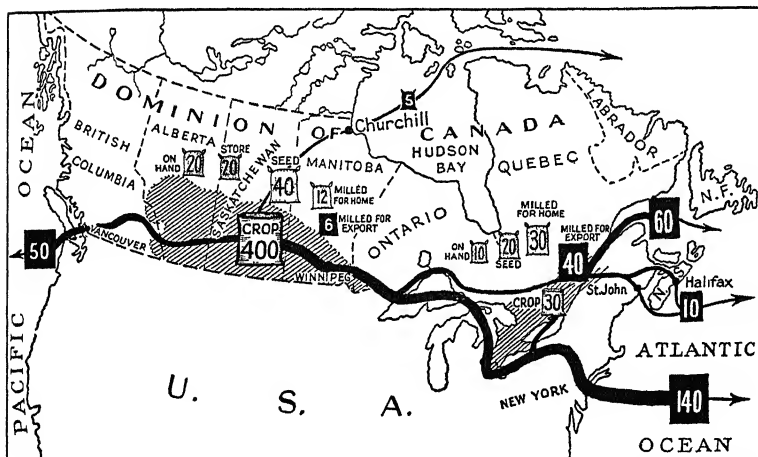 DOMINION OF CANADA
PACIFIC OCEAN
BRITISH
COLUMBIA
ALBERTA
SASKATCHEWAN
MANITOBA
ONTARIO
QUEBEC
LABRADOR
N.F.
N.S.
HUDSON
BAY
Churchill
5
ON
HAND
20
STORE
20
SEED
40
12
MILLED
FOR HOME
6
MILLED FOR
EXPORT
CROP
400
50
VANCOUVER
WINNIPEG
ON
HAND
10
20
SEED
MILLED
FOR HOME
30
MILLED FOR
EXPORT
40
CROP
30
60
St.John
Halifax
10
NEW YORK
140
ATLANTIC
OCEAN
U. S. A.